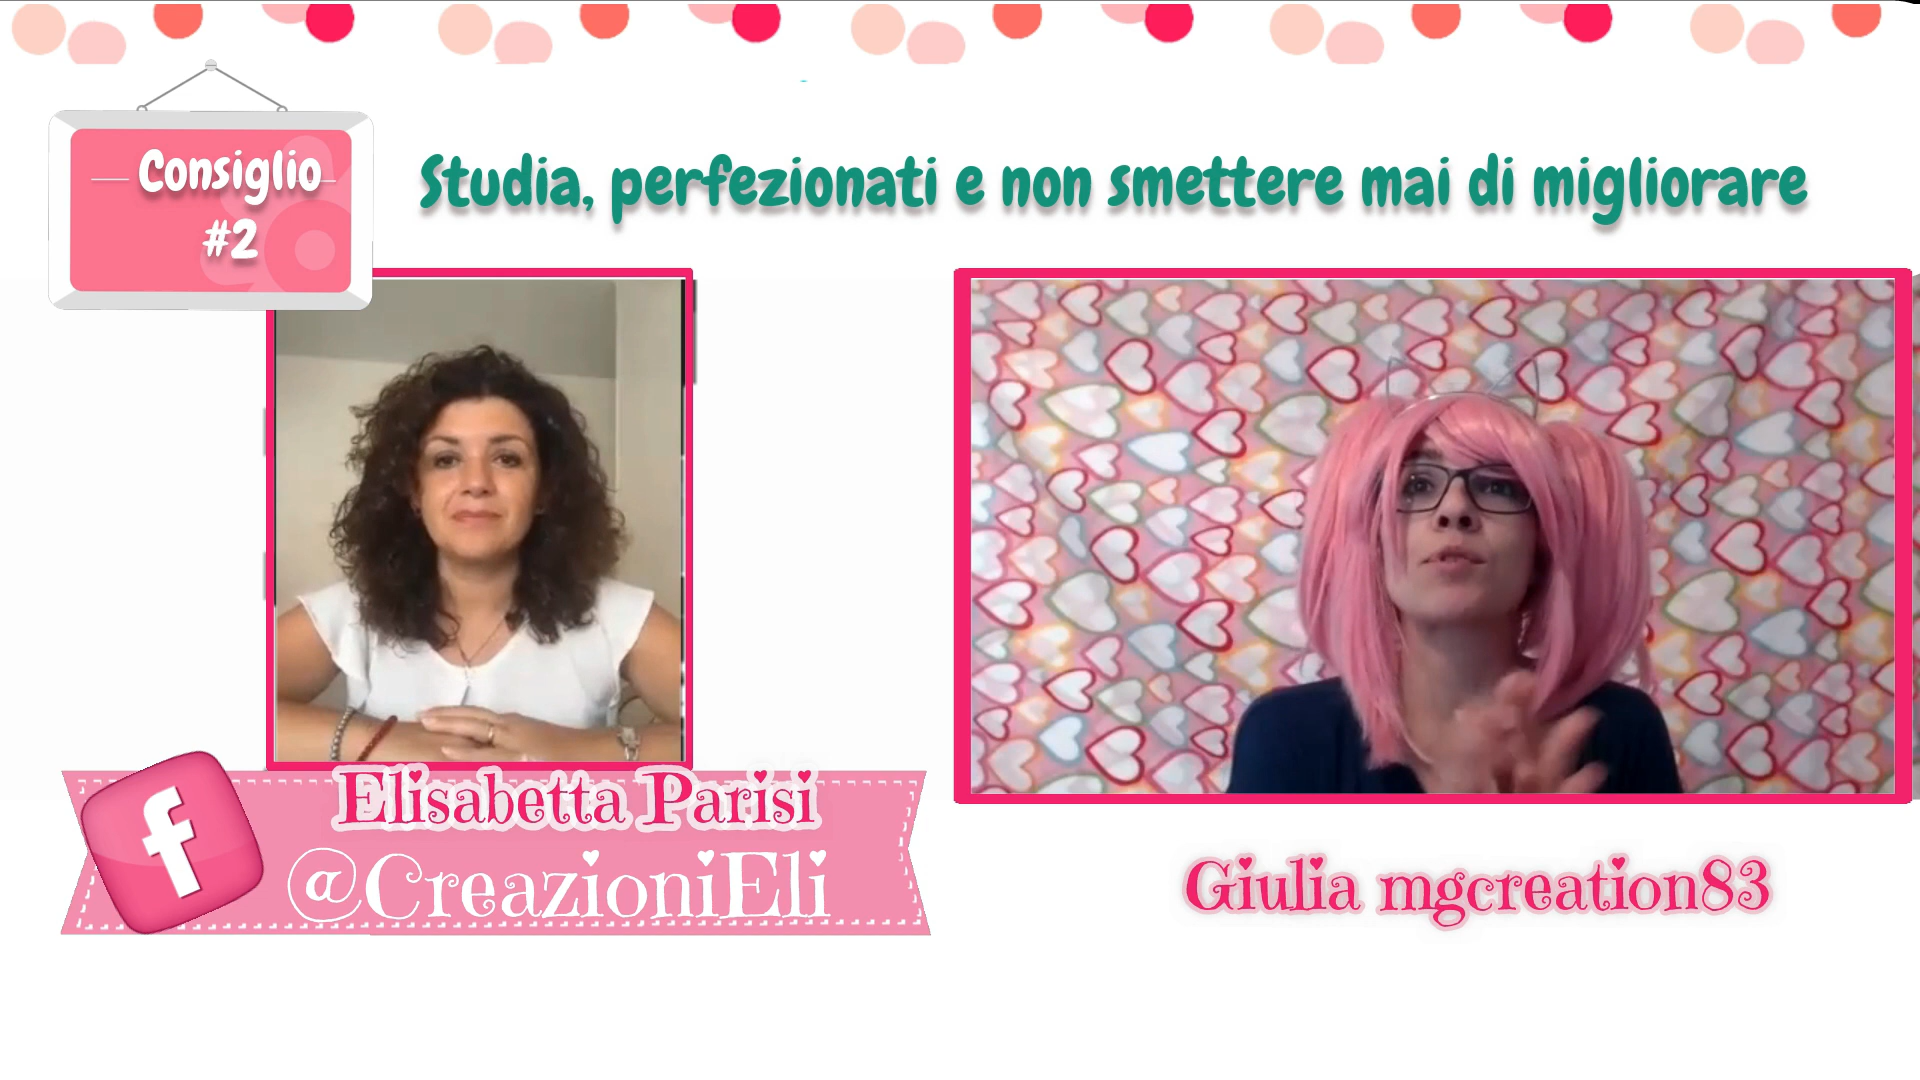 Consiglio
#2
Studia, perfezionati e non smettere mai di migliorare
f
Elisabetta Parisi
@CreazioniEli
Giulia mgcreation83